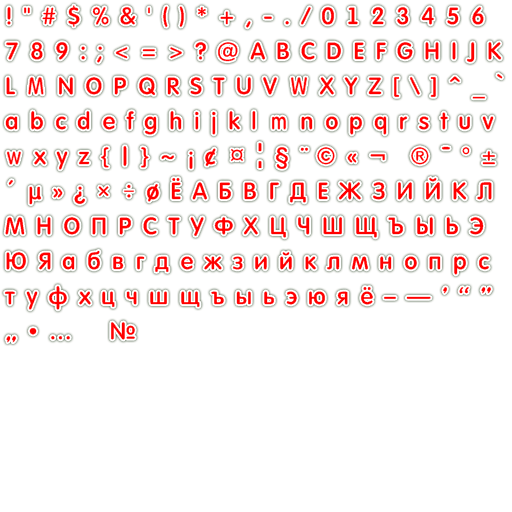 ! " # $ % & ' ( ) * + , - . / 0 1 2 3 4 5 6
7 8 9 : ; < = > ? @ A B C D E F G H I J K
L M N O P Q R S T U V W X Y Z [ \ ] ^ _ `
a b c d e f g h i j k l m n o p q r s t u v
w x y z { | } ~ ¡ ¢ ¤ ¦ § ¨ © « ¬ ® ¯ ° ±
´ µ » ¿ × ÷ ø Ё А Б В Г Д Е Ж З И Й К Л
М Н О П Р С Т У Ф Х Ц Ч Ш Щ Ъ Ы Ь Э
Ю Я а б в г д е ж з и й к л м н о п р с
т у ф х ц ч ш щ ъ ы ь э ю я ё – — ’ “ ”
„ • … №